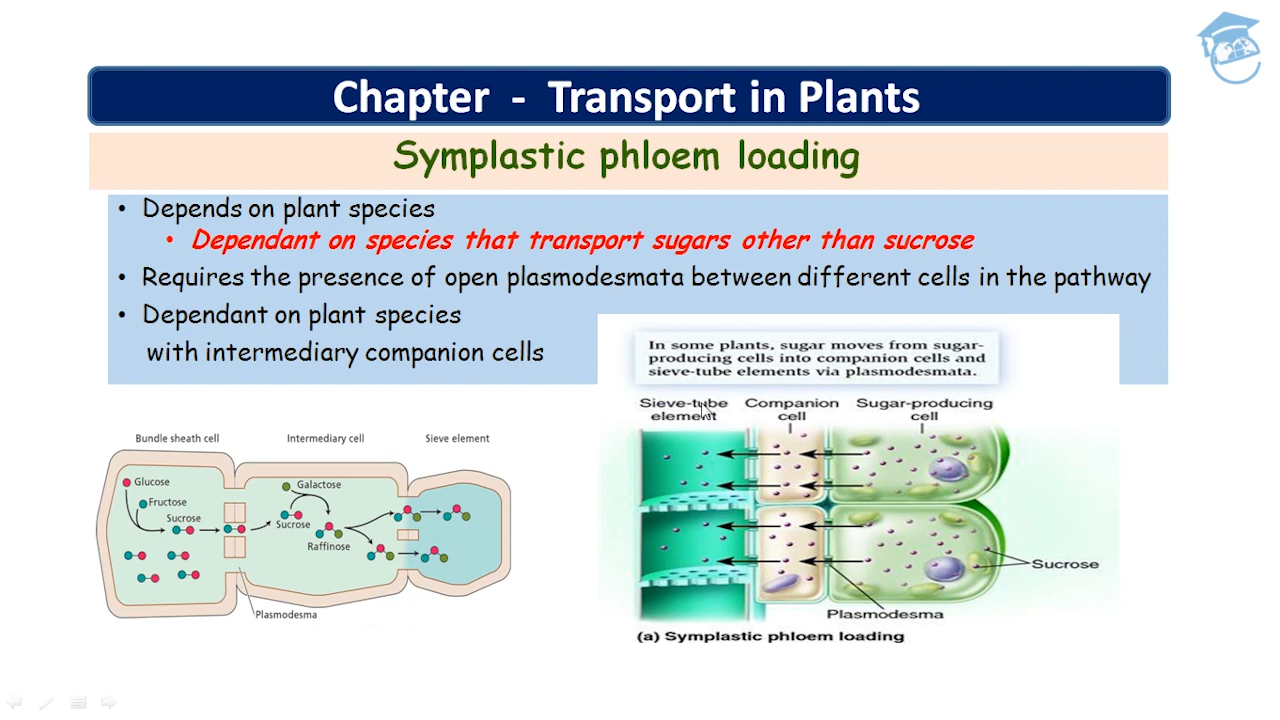 Chapter - Transport in Plants
Symplastic phloem loading
• Depends on plant species
• Dependant on species that transport sugars other than sucrose
• Requires the presence of open plasmodesmata between different cells in the pathway
• Dependant on plant species
with intermediary companion cells
In some plants, sugar moves from sugar-
producing cells into companion cells and
sieve-tube elements via plasmodesmata.
Sieve-tube element
Companion cell
Sugar-producing cell
Sucrose
Plasmodesma
(a) Symplastic phloem loading
Bundle sheath cell
Intermediary cell
Sieve element
Glucose
Fructose
Sucrose
Galactose
Sucrose
Raffinose
Plasmodesma